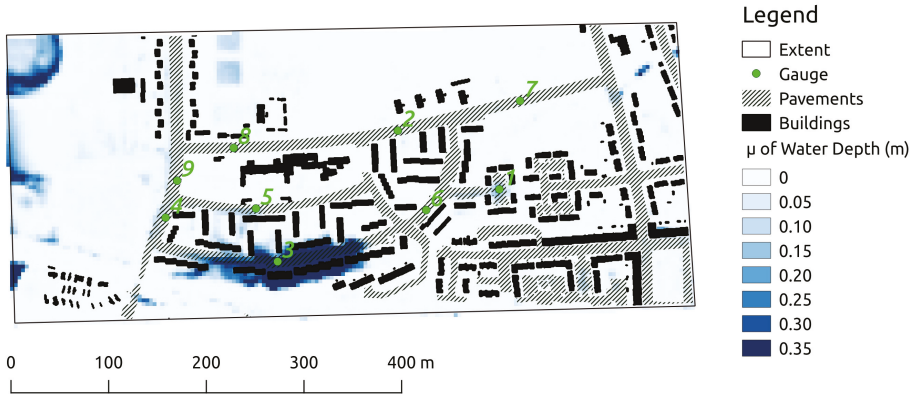 Legend
Extent
Gauge
Pavements
Buildings
μ of Water Depth (m)
0
0.05
0.10
0.15
0.20
0.25
0.30
0.35
7
2
8
9
1
5
6
4
3
0 100 200 300 400 m